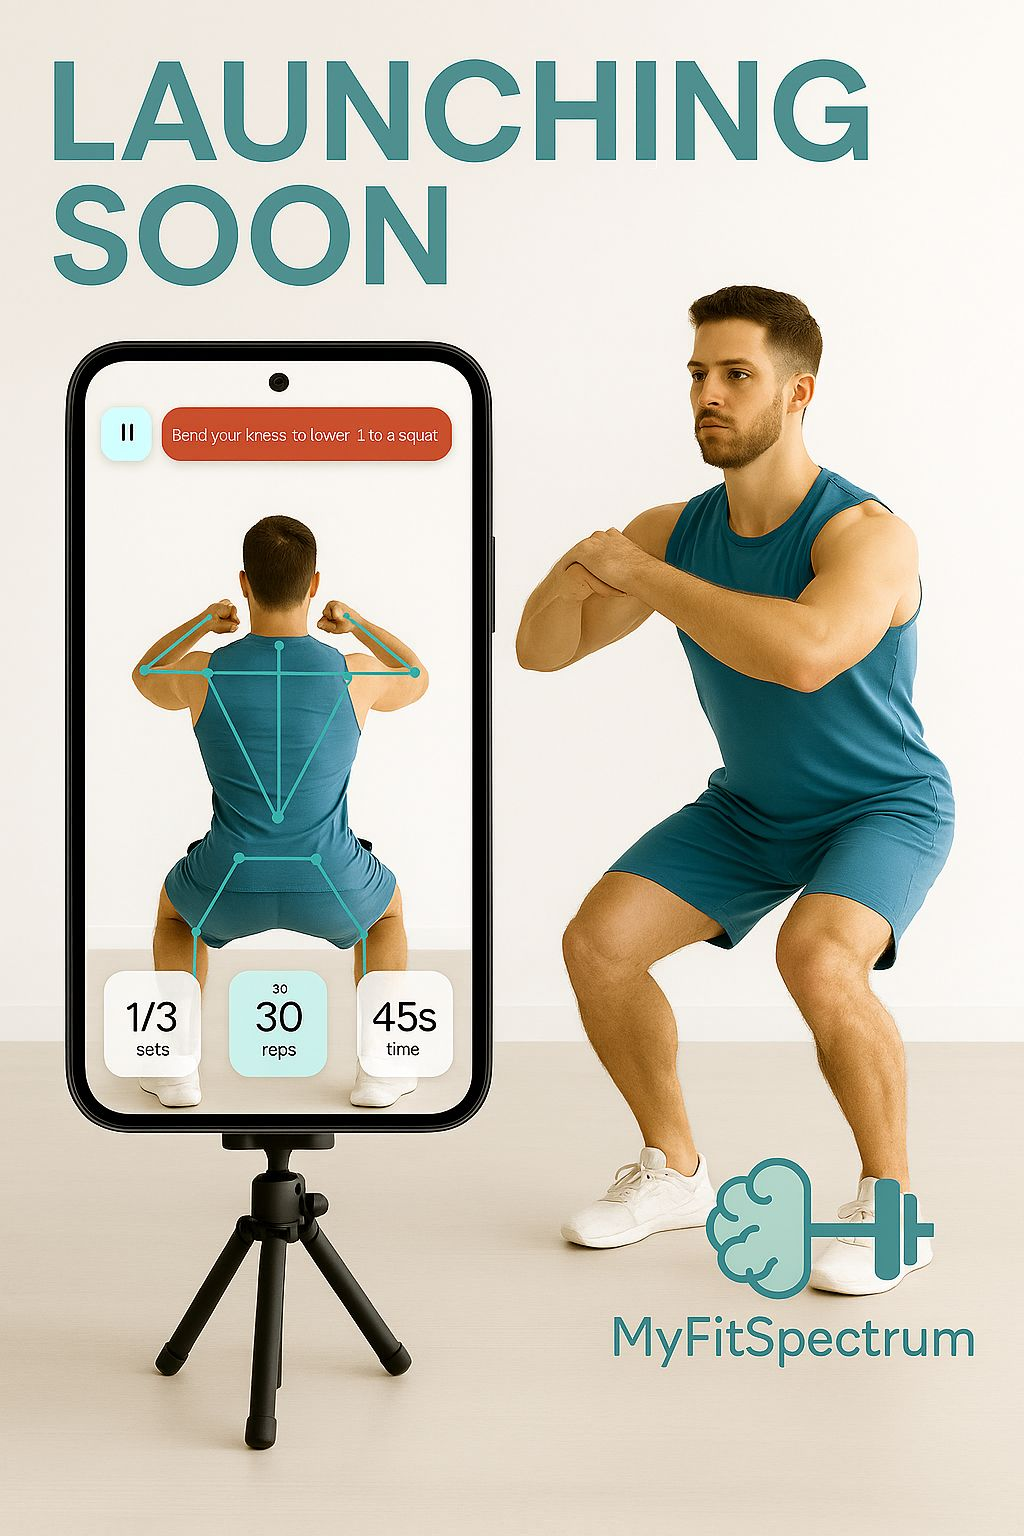 LAUNCHING
SOON
Bend your kness to lower 1 to a squat
1/3
sets
30
30
reps
45s
time
MyFitSpectrum